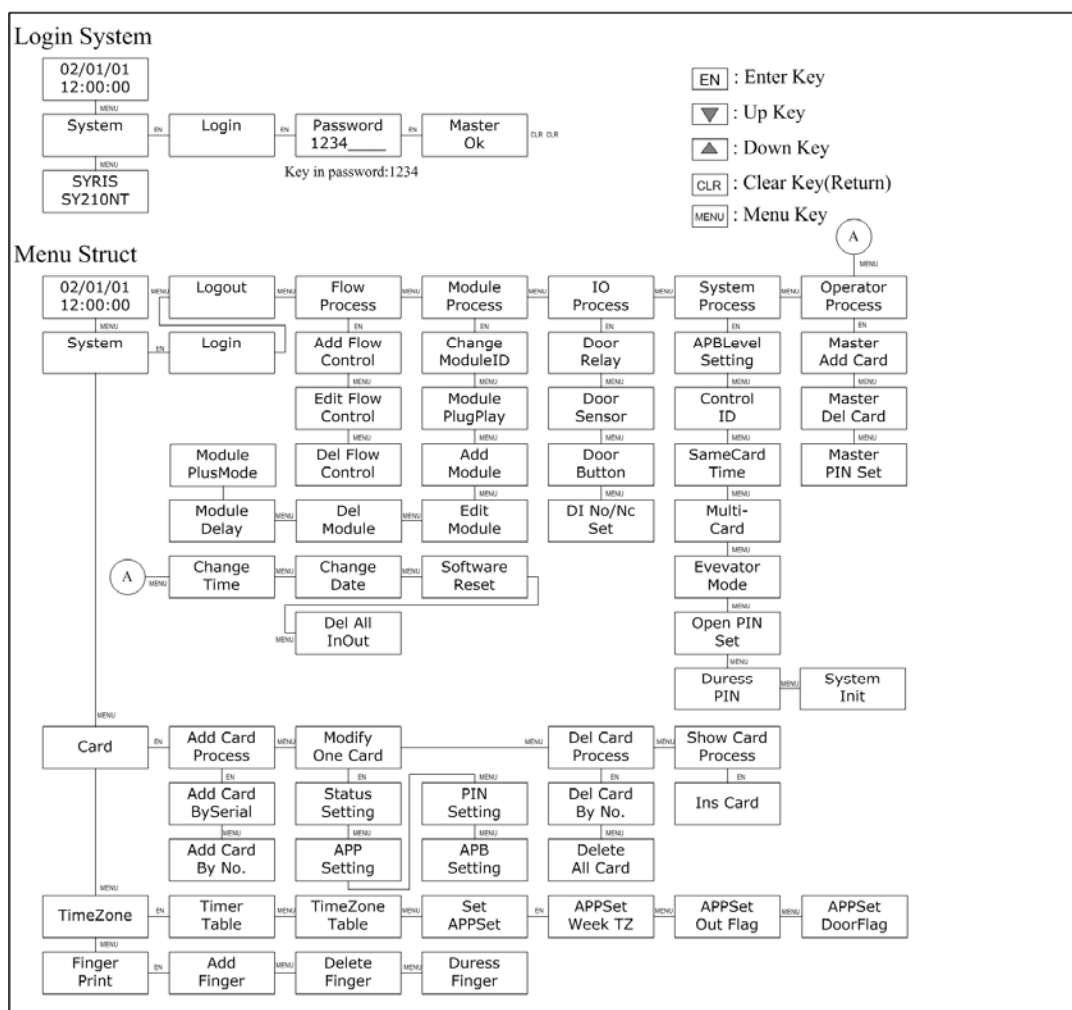 Login System
02/01/01
12:00:00
MENU
System
EN
Login
EN
Password
1234____
EN
Master
Ok
CLR CLR
Key in password:1234
MENU
SYRIS
SY210NT
EN : Enter Key
: Up Key
: Down Key
CLR : Clear Key(Return)
MENU : Menu Key
A
MENU
Menu Struct
02/01/01
12:00:00
MENU
Logout
MENU
Flow
Process
MENU
Module
Process
MENU
IO
Process
MENU
System
Process
MENU
Operator
Process
MENU
EN
EN
EN
EN
EN
System
EN
Login
Add Flow
Control
Change
ModuleID
Door
Relay
APBLevel
Setting
Master
Add Card
MENU
MENU
MENU
MENU
MENU
Edit Flow
Control
Module
PlugPlay
Door
Sensor
Control
ID
Master
Del Card
MENU
MENU
MENU
MENU
MENU
Module
PlusMode
Del Flow
Control
Add
Module
Door
Button
SameCard
Time
Master
PIN Set
MENU
MENU
MENU
Module
Delay
MENU
Del
Module
MENU
Edit
Module
DI No/Nc
Set
Multi-
Card
MENU
A
MENU
Change
Time
MENU
Change
Date
MENU
Software
Reset
Evevator
Mode
MENU
MENU
Del All
InOut
Open PIN
Set
MENU
Duress
PIN
MENU
System
Init
MENU
Card
EN
Add Card
Process
MENU
Modify
One Card
MENU
Del Card
Process
MENU
Show Card
Process
EN
EN
MENU
EN
EN
Add Card
BySerial
Status
Setting
PIN
Setting
Del Card
By No.
Ins Card
MENU
MENU
MENU
MENU
Add Card
By No.
APP
Setting
APB
Setting
Delete
All Card
MENU
TimeZone
EN
Timer
Table
MENU
TimeZone
Table
MENU
Set
APPSet
EN
APPSet
Week TZ
MENU
APPSet
Out Flag
MENU
APPSet
DoorFlag
MENU
Finger
Print
EN
Add
Finger
MENU
Delete
Finger
MENU
Duress
Finger